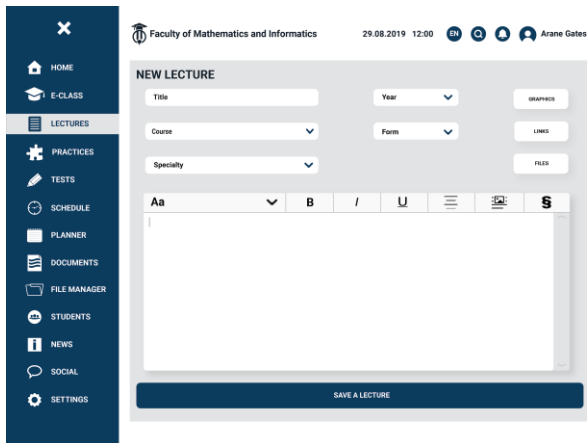 Faculty of Mathematics and Informatics 29.08.2019 12:00 EN Arane Gates
HOME
E-CLASS
LECTURES
PRACTICES
TESTS
SCHEDULE
PLANNER
DOCUMENTS
FILE MANAGER
STUDENTS
NEWS
SOCIAL
SETTINGS
NEW LECTURE
Title Year GRAPHICS
Course Form LINKS
Specialty FILES
Aa B I U §
SAVE A LECTURE